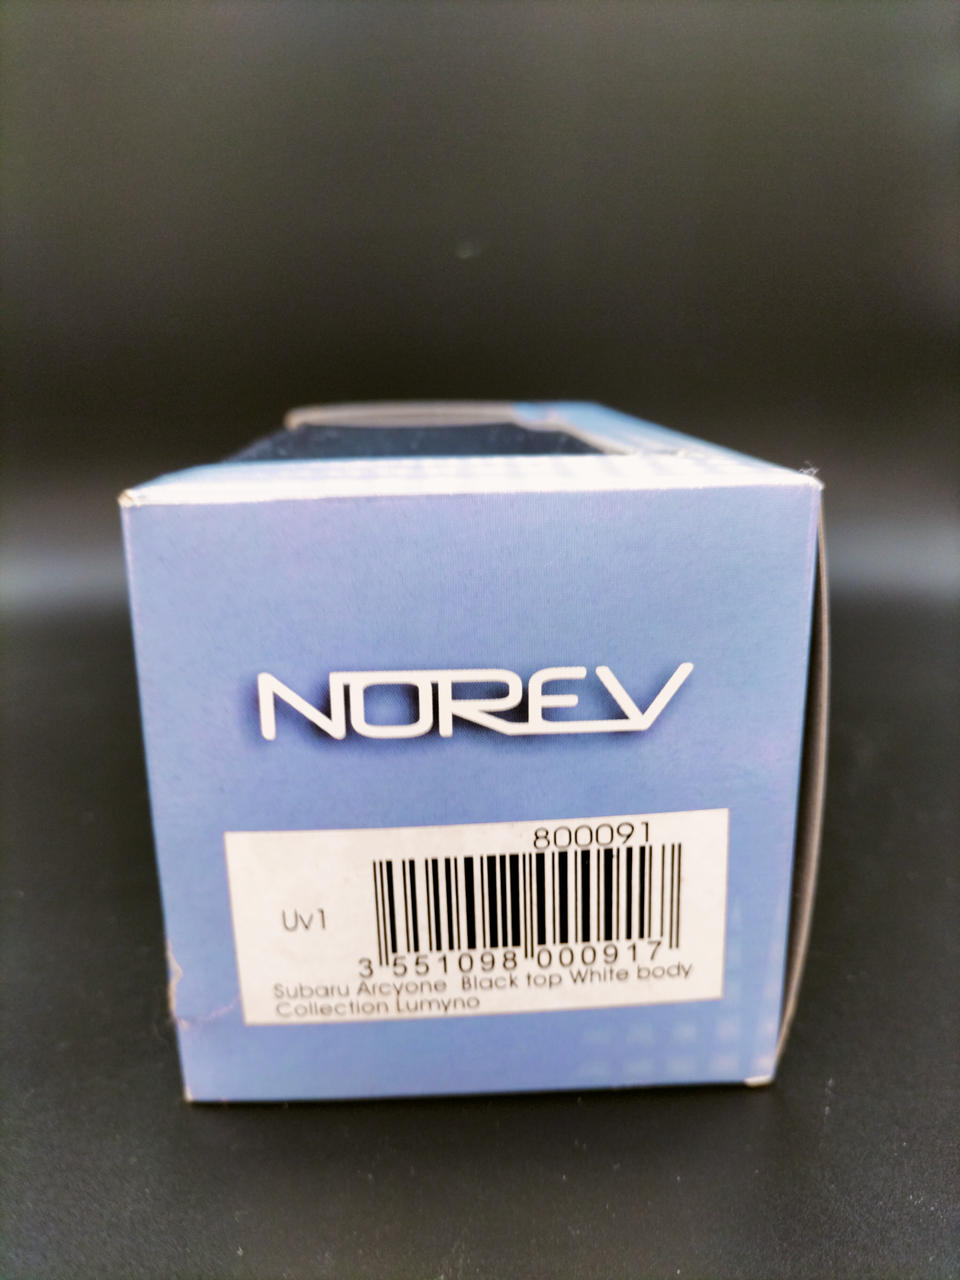 NOREV
800091
Uv1
3 551098 000917
Subaru Arcyone Black top White body
Collection Lumyno